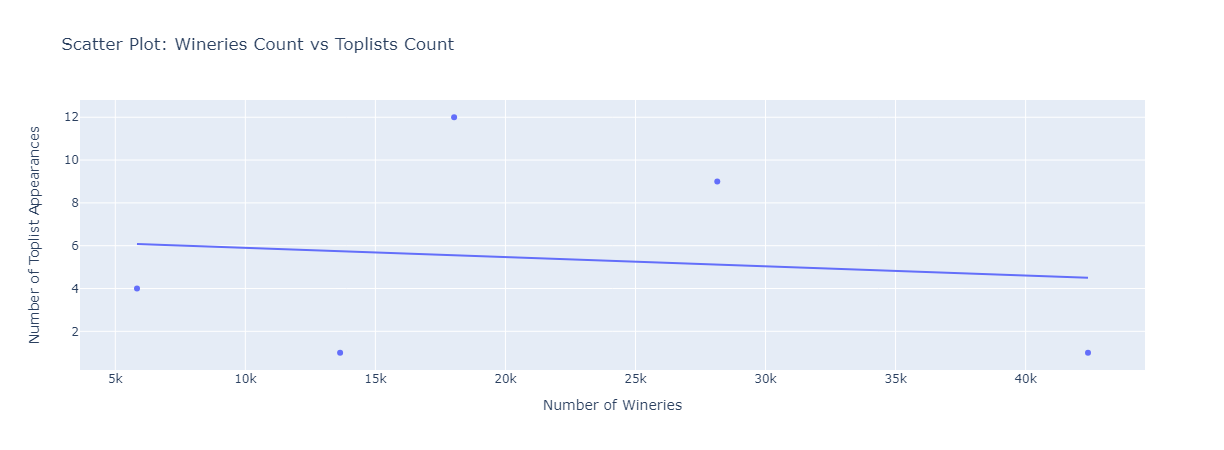 Scatter Plot: Wineries Count vs Toplists Count
Number of Toplist Appearances
12
10
8
6
4
2
5k 10k 15k 20k 25k 30k 35k 40k
Number of Wineries